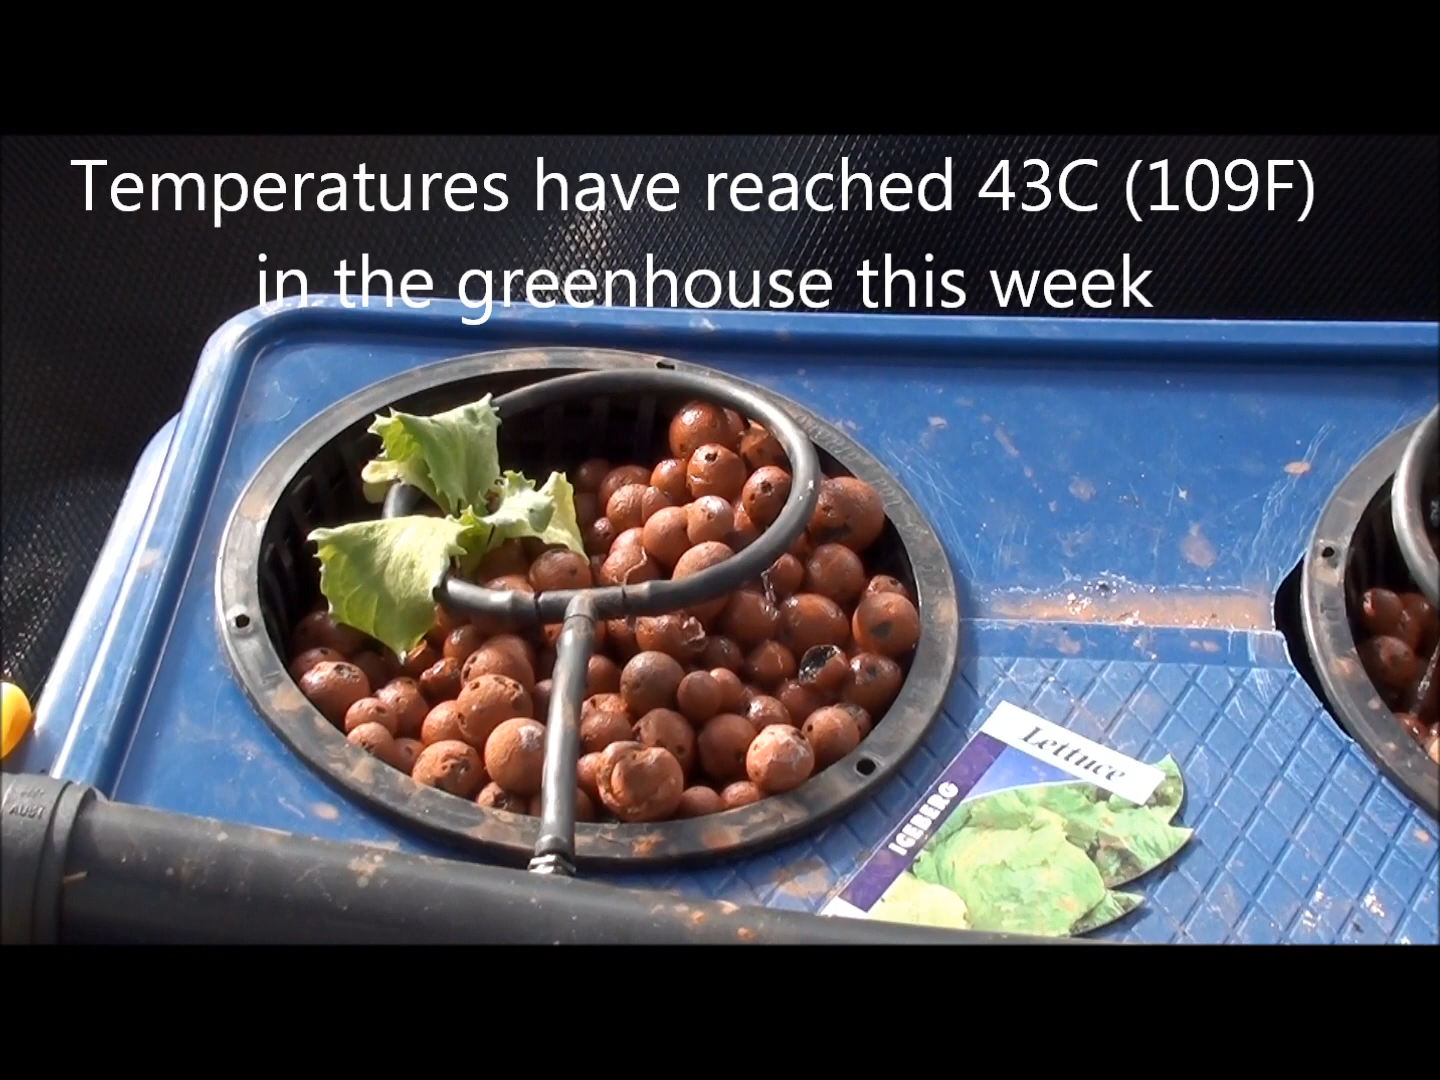 Temperatures have reached 43C (109F)
in the greenhouse this week
Lettuce
ICEBERG